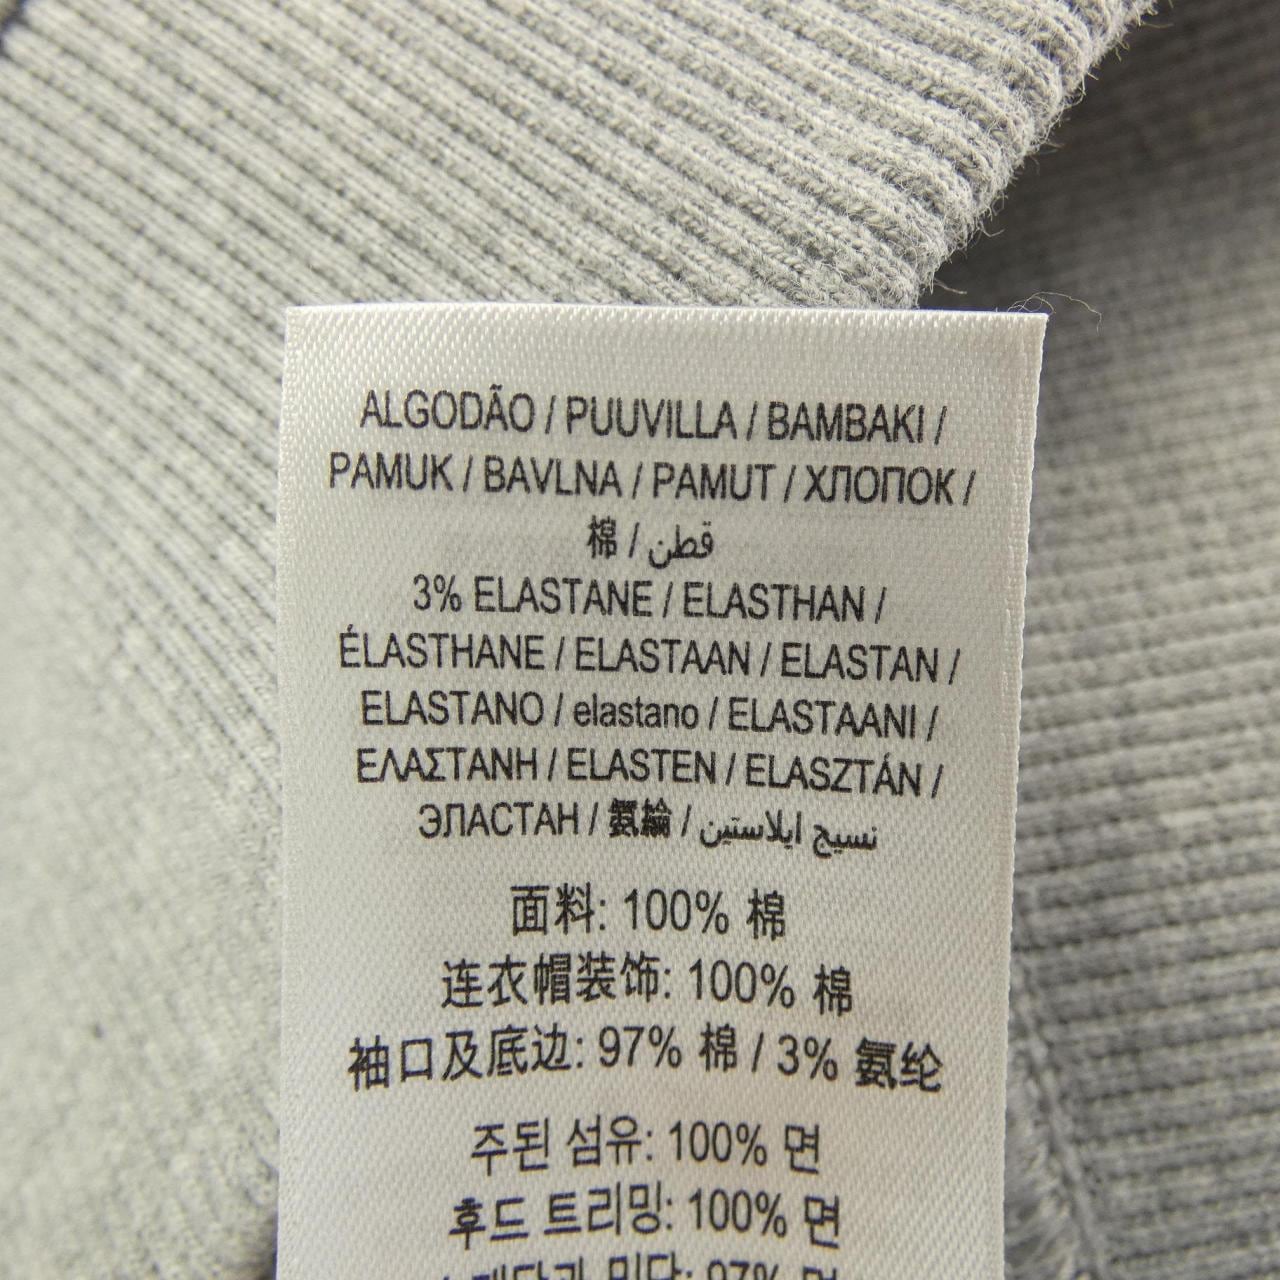 ALGODÃO / PUUVILLA / BAMBAKI /
PAMUK / BAVLNA / PAMUT / ХЛОПОК /
棉 / قطن
3% ELASTANE / ELASTHAN /
ÉLASTHANE / ELASTAAN / ELASTAN /
ELASTANO / elastano / ELASTAANI /
ΕΛΑΣΤΑΝΗ / ELASTEN / ELASZTÁN /
ЭЛАСТАН / 氨綸 / نسيج ايلاستين
面料: 100% 棉
连衣帽装饰: 100% 棉
袖口及底边: 97% 棉 / 3% 氨纶
주된 섬유: 100% 면
후드 트리밍: 100% 면
97% 면